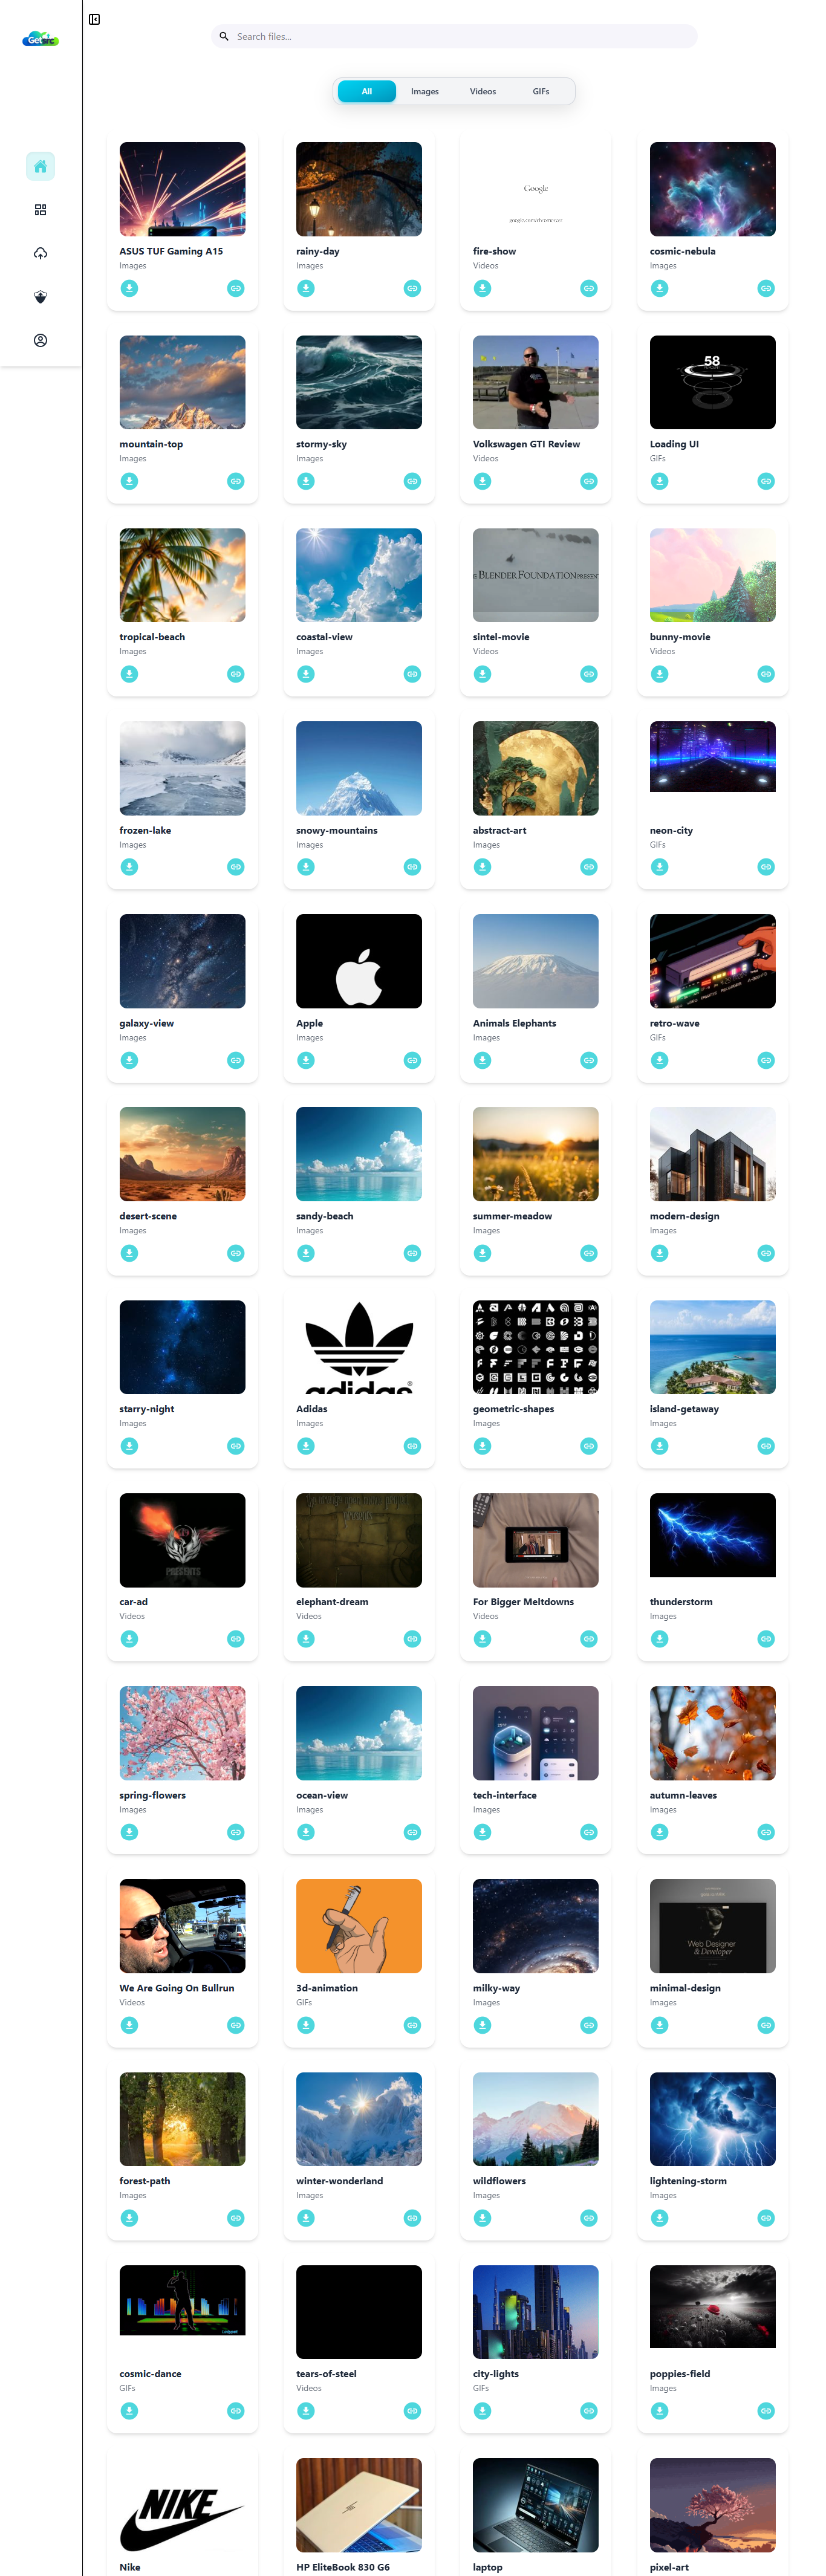 GetSrc
Search files...
All
Images
Videos
GIFs
Google
ASUS TUF Gaming A15
Images
rainy-day
Images
fire-show
Videos
cosmic-nebula
Images
58
mountain-top
Images
stormy-sky
Images
Volkswagen GTI Review
Videos
Loading UI
GIFs
BLENDER FOUNDATION PRESENT
tropical-beach
Images
coastal-view
Images
sintel-movie
Videos
bunny-movie
Videos
frozen-lake
Images
snowy-mountains
Images
abstract-art
Images
neon-city
GIFs
galaxy-view
Images
Apple
Images
Animals Elephants
Images
retro-wave
GIFs
desert-scene
Images
sandy-beach
Images
summer-meadow
Images
modern-design
Images
adidas
®
starry-night
Images
Adidas
Images
geometric-shapes
Images
island-getaway
Images
PRESENTS
car-ad
Videos
elephant-dream
Videos
For Bigger Meltdowns
Videos
thunderstorm
Images
spring-flowers
Images
ocean-view
Images
tech-interface
Images
autumn-leaves
Images
Web Designer
& Developer
We Are Going On Bullrun
Videos
3d-animation
GIFs
milky-way
Images
minimal-design
Images
forest-path
Images
winter-wonderland
Images
wildflowers
Images
lightening-storm
Images
cosmic-dance
GIFs
tears-of-steel
Videos
city-lights
GIFs
poppies-field
Images
NIKE
Nike
HP EliteBook 830 G6
laptop
pixel-art